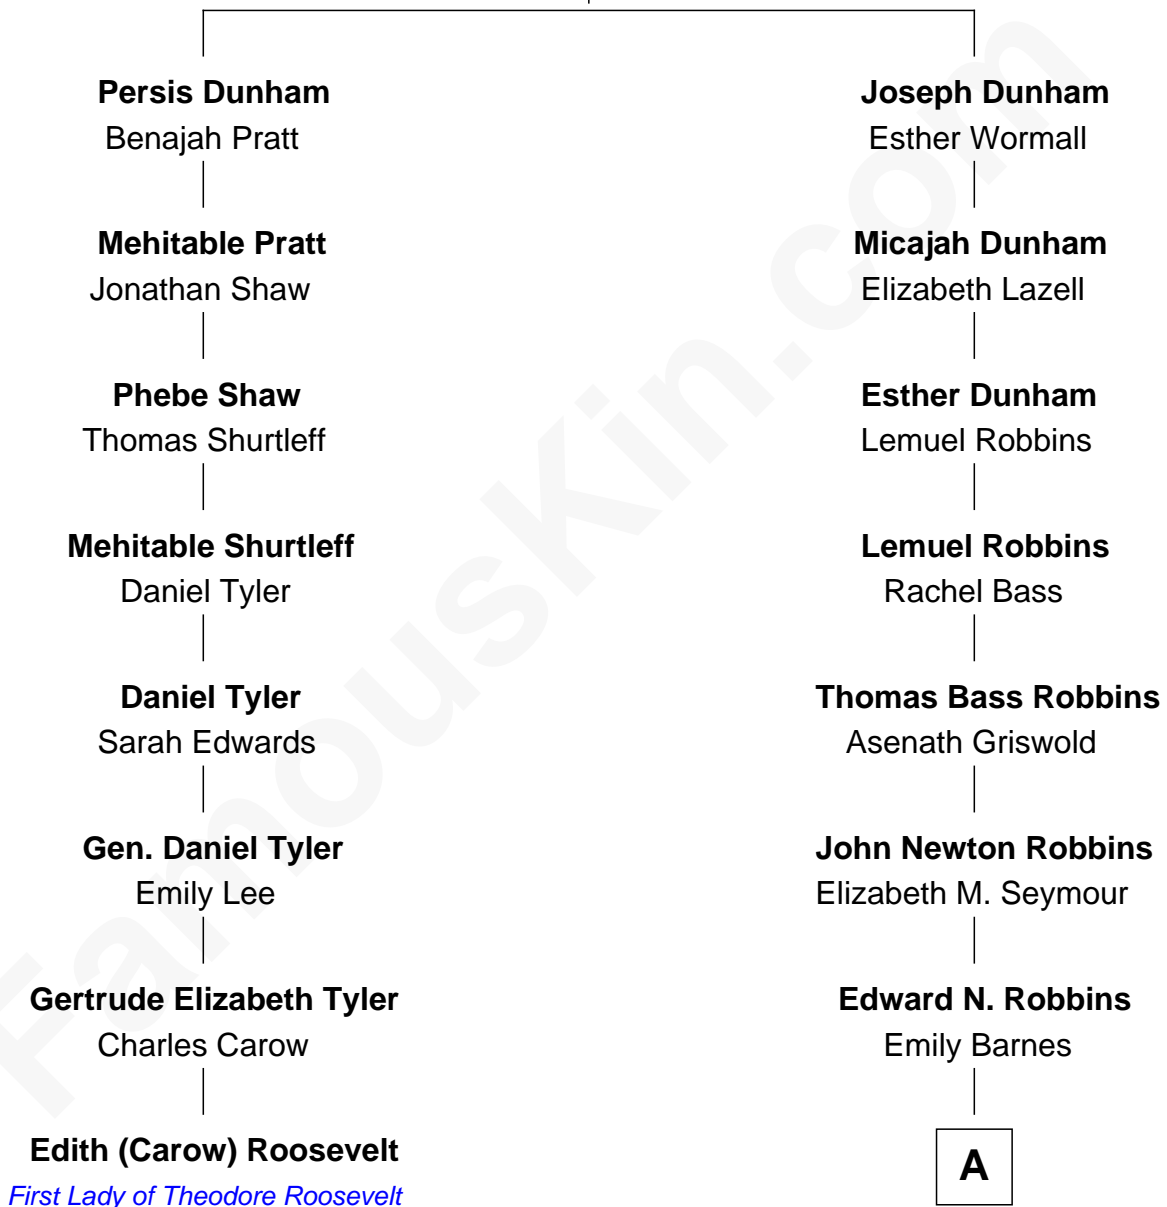 Persis Dunham
Benajah Pratt
Mehitable Pratt
Jonathan Shaw
Phebe Shaw
Thomas Shurtleff
Mehitable Shurtleff
Daniel Tyler
Daniel Tyler
Sarah Edwards
Gen. Daniel Tyler
Emily Lee
Gertrude Elizabeth Tyler
Charles Carow
Edith (Carow) Roosevelt
First Lady of Theodore Roosevelt
Joseph Dunham
Esther Wormall
Micajah Dunham
Elizabeth Lazell
Esther Dunham
Lemuel Robbins
Lemuel Robbins
Rachel Bass
Thomas Bass Robbins
Asenath Griswold
John Newton Robbins
Elizabeth M. Seymour
Edward N. Robbins
Emily Barnes
A
FamousKin.com